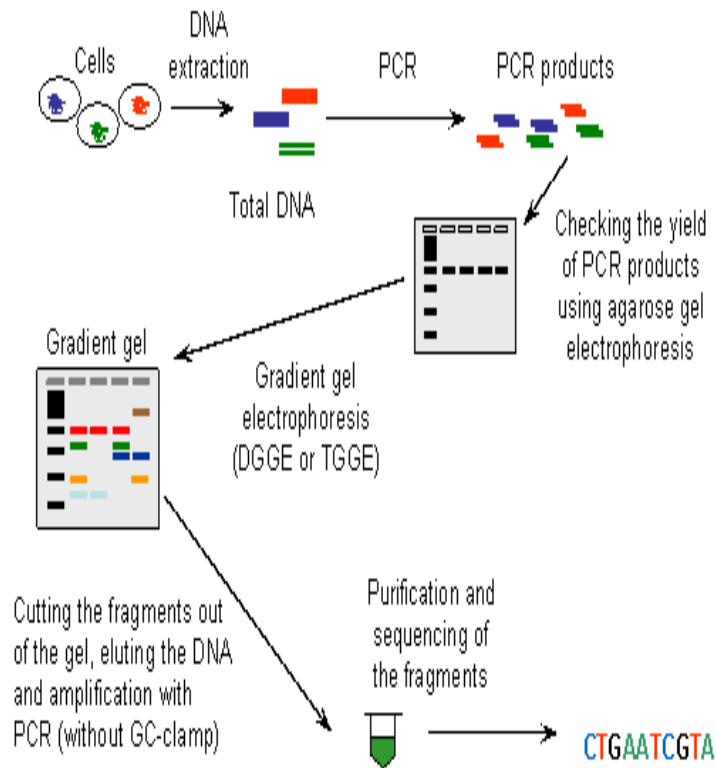 Cells
DNA
extraction
PCR
PCR products
Total DNA
Checking the yield
of PCR products
using agarose gel
electrophoresis
Gradient gel
Gradient gel
electrophoresis
(DGGE or TGGE)
Cutting the fragments out
of the gel, eluting the DNA
and amplification with
PCR (without GC-clamp)
Purification and
sequencing of
the fragments
CTGAATCGTA